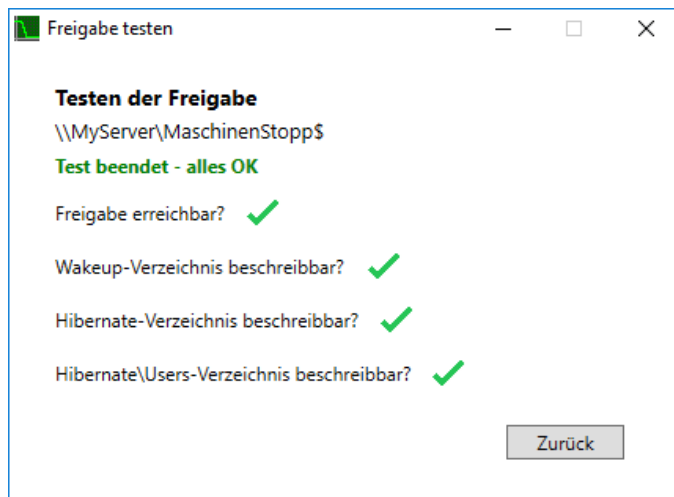 Freigabe testen
Testen der Freigabe
\\MyServer\MaschinenStopp$
Test beendet - alles OK
Freigabe erreichbar?
Wakeup-Verzeichnis beschreibbar?
Hibernate-Verzeichnis beschreibbar?
Hibernate\Users-Verzeichnis beschreibbar?
Zurück